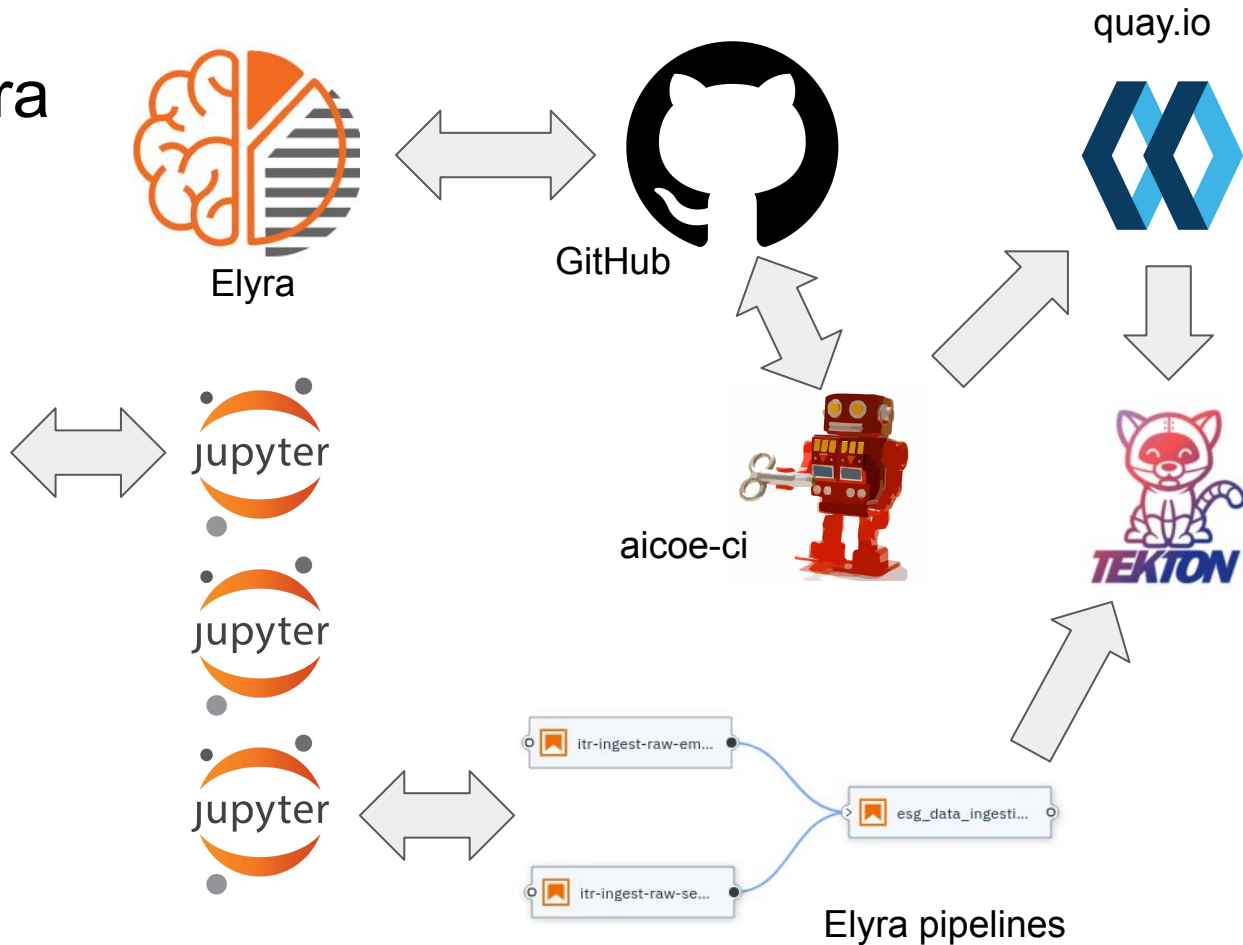 quay.io
ra
Elyra
GitHub
jupyter
aicoe-ci
TEKTON
jupyter
jupyter
itr-ingest-raw-em...
esg_data_ingesti...
itr-ingest-raw-se...
Elyra pipelines